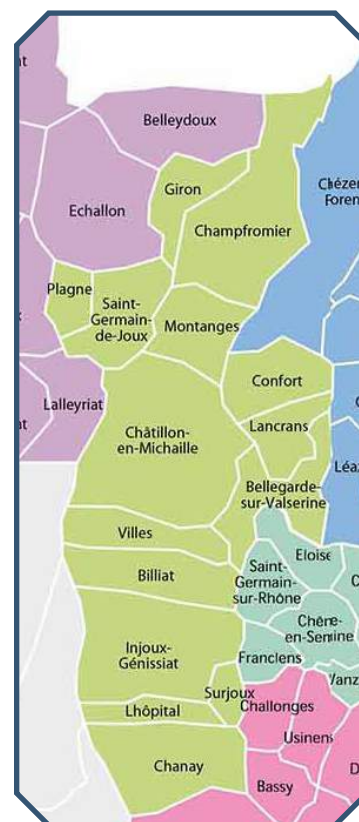 Belleydoux
Giron
Echallon
Champfromier
Plagne
Saint-
Germain-
de-Joux
Montanges
Confort
Lalleyriat
Lancrans
Châtillon-
en-Michaille
Bellegarde-
sur-Valserine
Villes
Eloise
Billiat
Saint-
Germain-
sur-Rhône
Chêne-
en-Semine
Injoux-
Génissiat
Franclens
Surjoux
Lhôpital
Challonges
Usinens
Chanay
Bassy